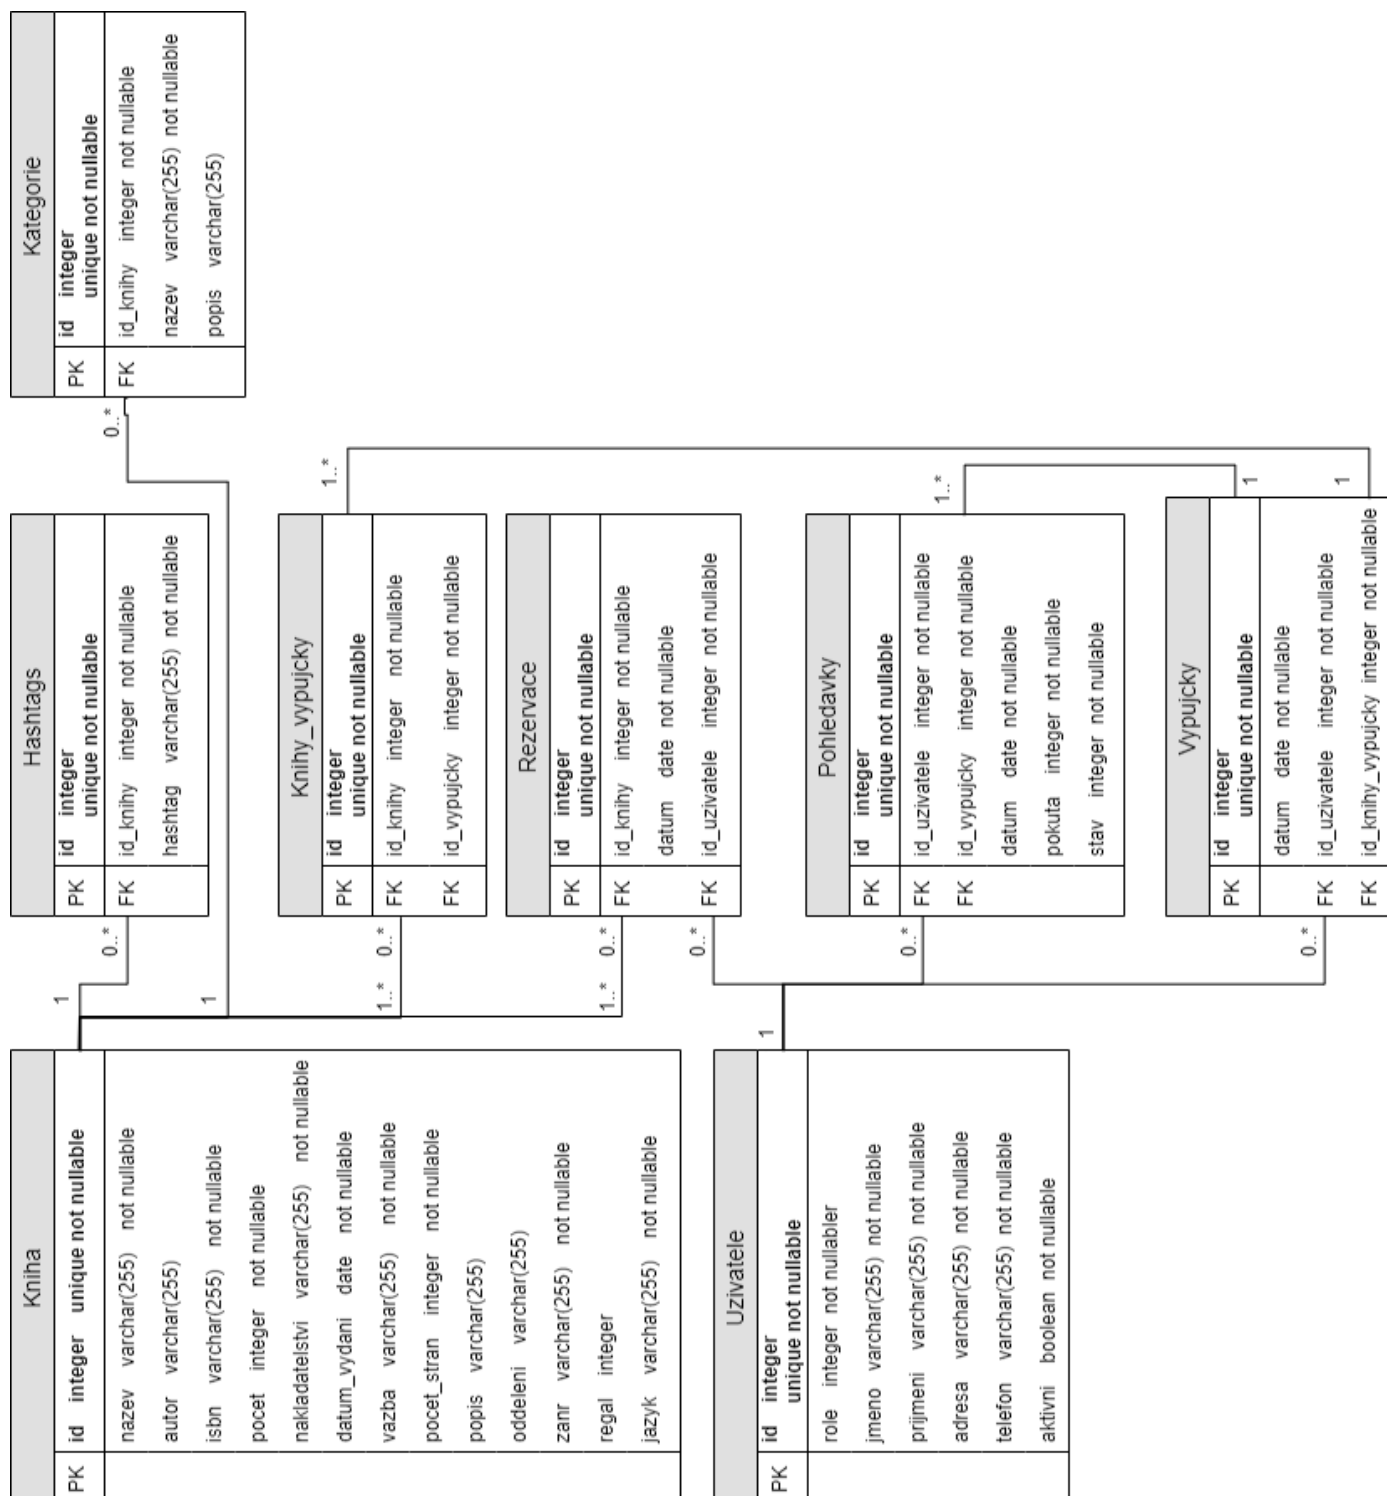 Kategorie
PK id integer
unique not nullable
FK id_knihy integer not nullable
nazev varchar(255) not nullable
popis varchar(255)
0..*
Hashtags
PK id integer
unique not nullable
FK id_knihy integer not nullable
hashtag varchar(255) not nullable
0..*
1
1
Knihy_vypujcky
PK id integer
unique not nullable
FK id_knihy integer not nullable
FK id_vypujcky integer not nullable
1..*
1..* 0..*
Rezervace
PK id integer
unique not nullable
FK id_knihy integer not nullable
datum date not nullable
FK id_uzivatele integer not nullable
1..* 0..*
0..*
Pohledavky
PK id integer
unique not nullable
FK id_uzivatele integer not nullable
FK id_vypujcky integer not nullable
datum date not nullable
pokuta integer not nullable
stav integer not nullable
1..*
0..*
Vypujcky
PK id integer
unique not nullable
datum date not nullable
FK id_uzivatele integer not nullable
FK id_knihy_vypujcky integer not nullable
1
1
0..*
Kniha
PK id integer unique not nullable
nazev varchar(255) not nullable
autor varchar(255)
isbn varchar(255) not nullable
pocet integer not nullable
nakladatelstvi varchar(255) not nullable
datum_vydani date not nullable
vazba varchar(255) not nullable
pocet_stran integer not nullable
popis varchar(255)
oddeleni varchar(255)
zanr varchar(255) not nullable
regal integer
jazyk varchar(255) not nullable
Uzivatele
PK id integer
unique not nullable
role integer not nullabler
jmeno varchar(255) not nullable
prijmeni varchar(255) not nullable
adresa varchar(255) not nullable
telefon varchar(255) not nullable
aktivni boolean not nullable
1